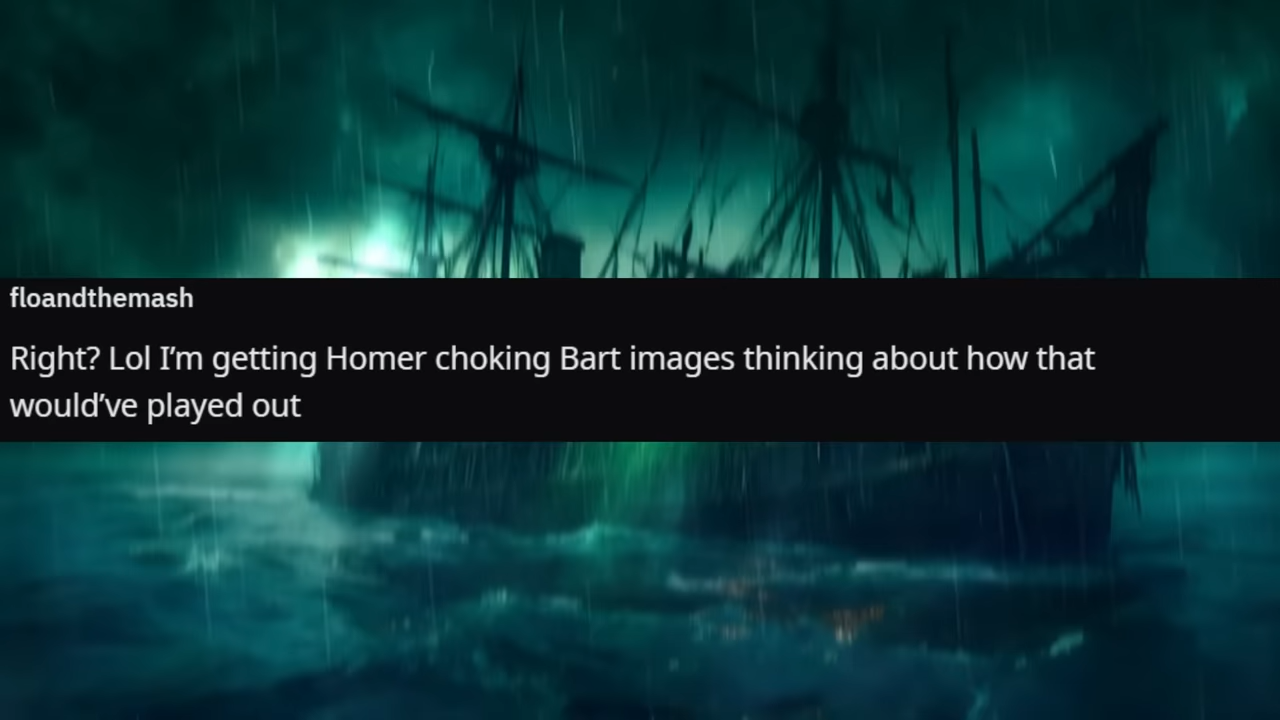 floandthemash
Right? Lol I’m getting Homer choking Bart images thinking about how that
would’ve played out